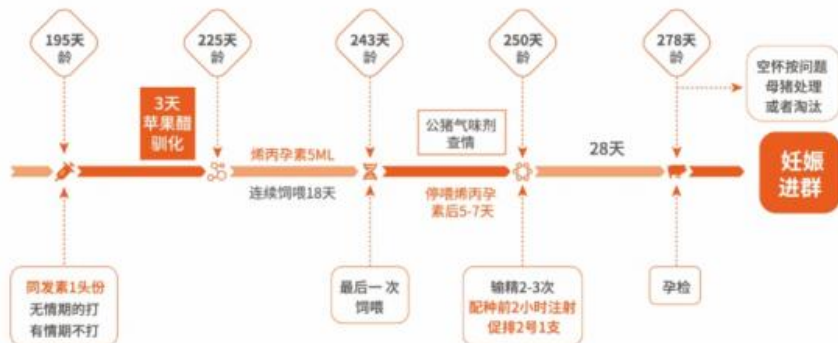 195天
龄
225天
龄
243天
龄
250天
龄
278天
龄
空怀按问题
母猪处理
或者淘汰
3天
苹果醋
驯化
烯丙孕素5ML
连续饲喂18天
公猪气味剂
查情
停喂烯丙孕
素后5-7天
28天
妊娠
进群
同发素1头份
无情期的打
有情期不打
最后一次
饲喂
输精2-3次
配种前2小时注射
促排2号1支
孕检